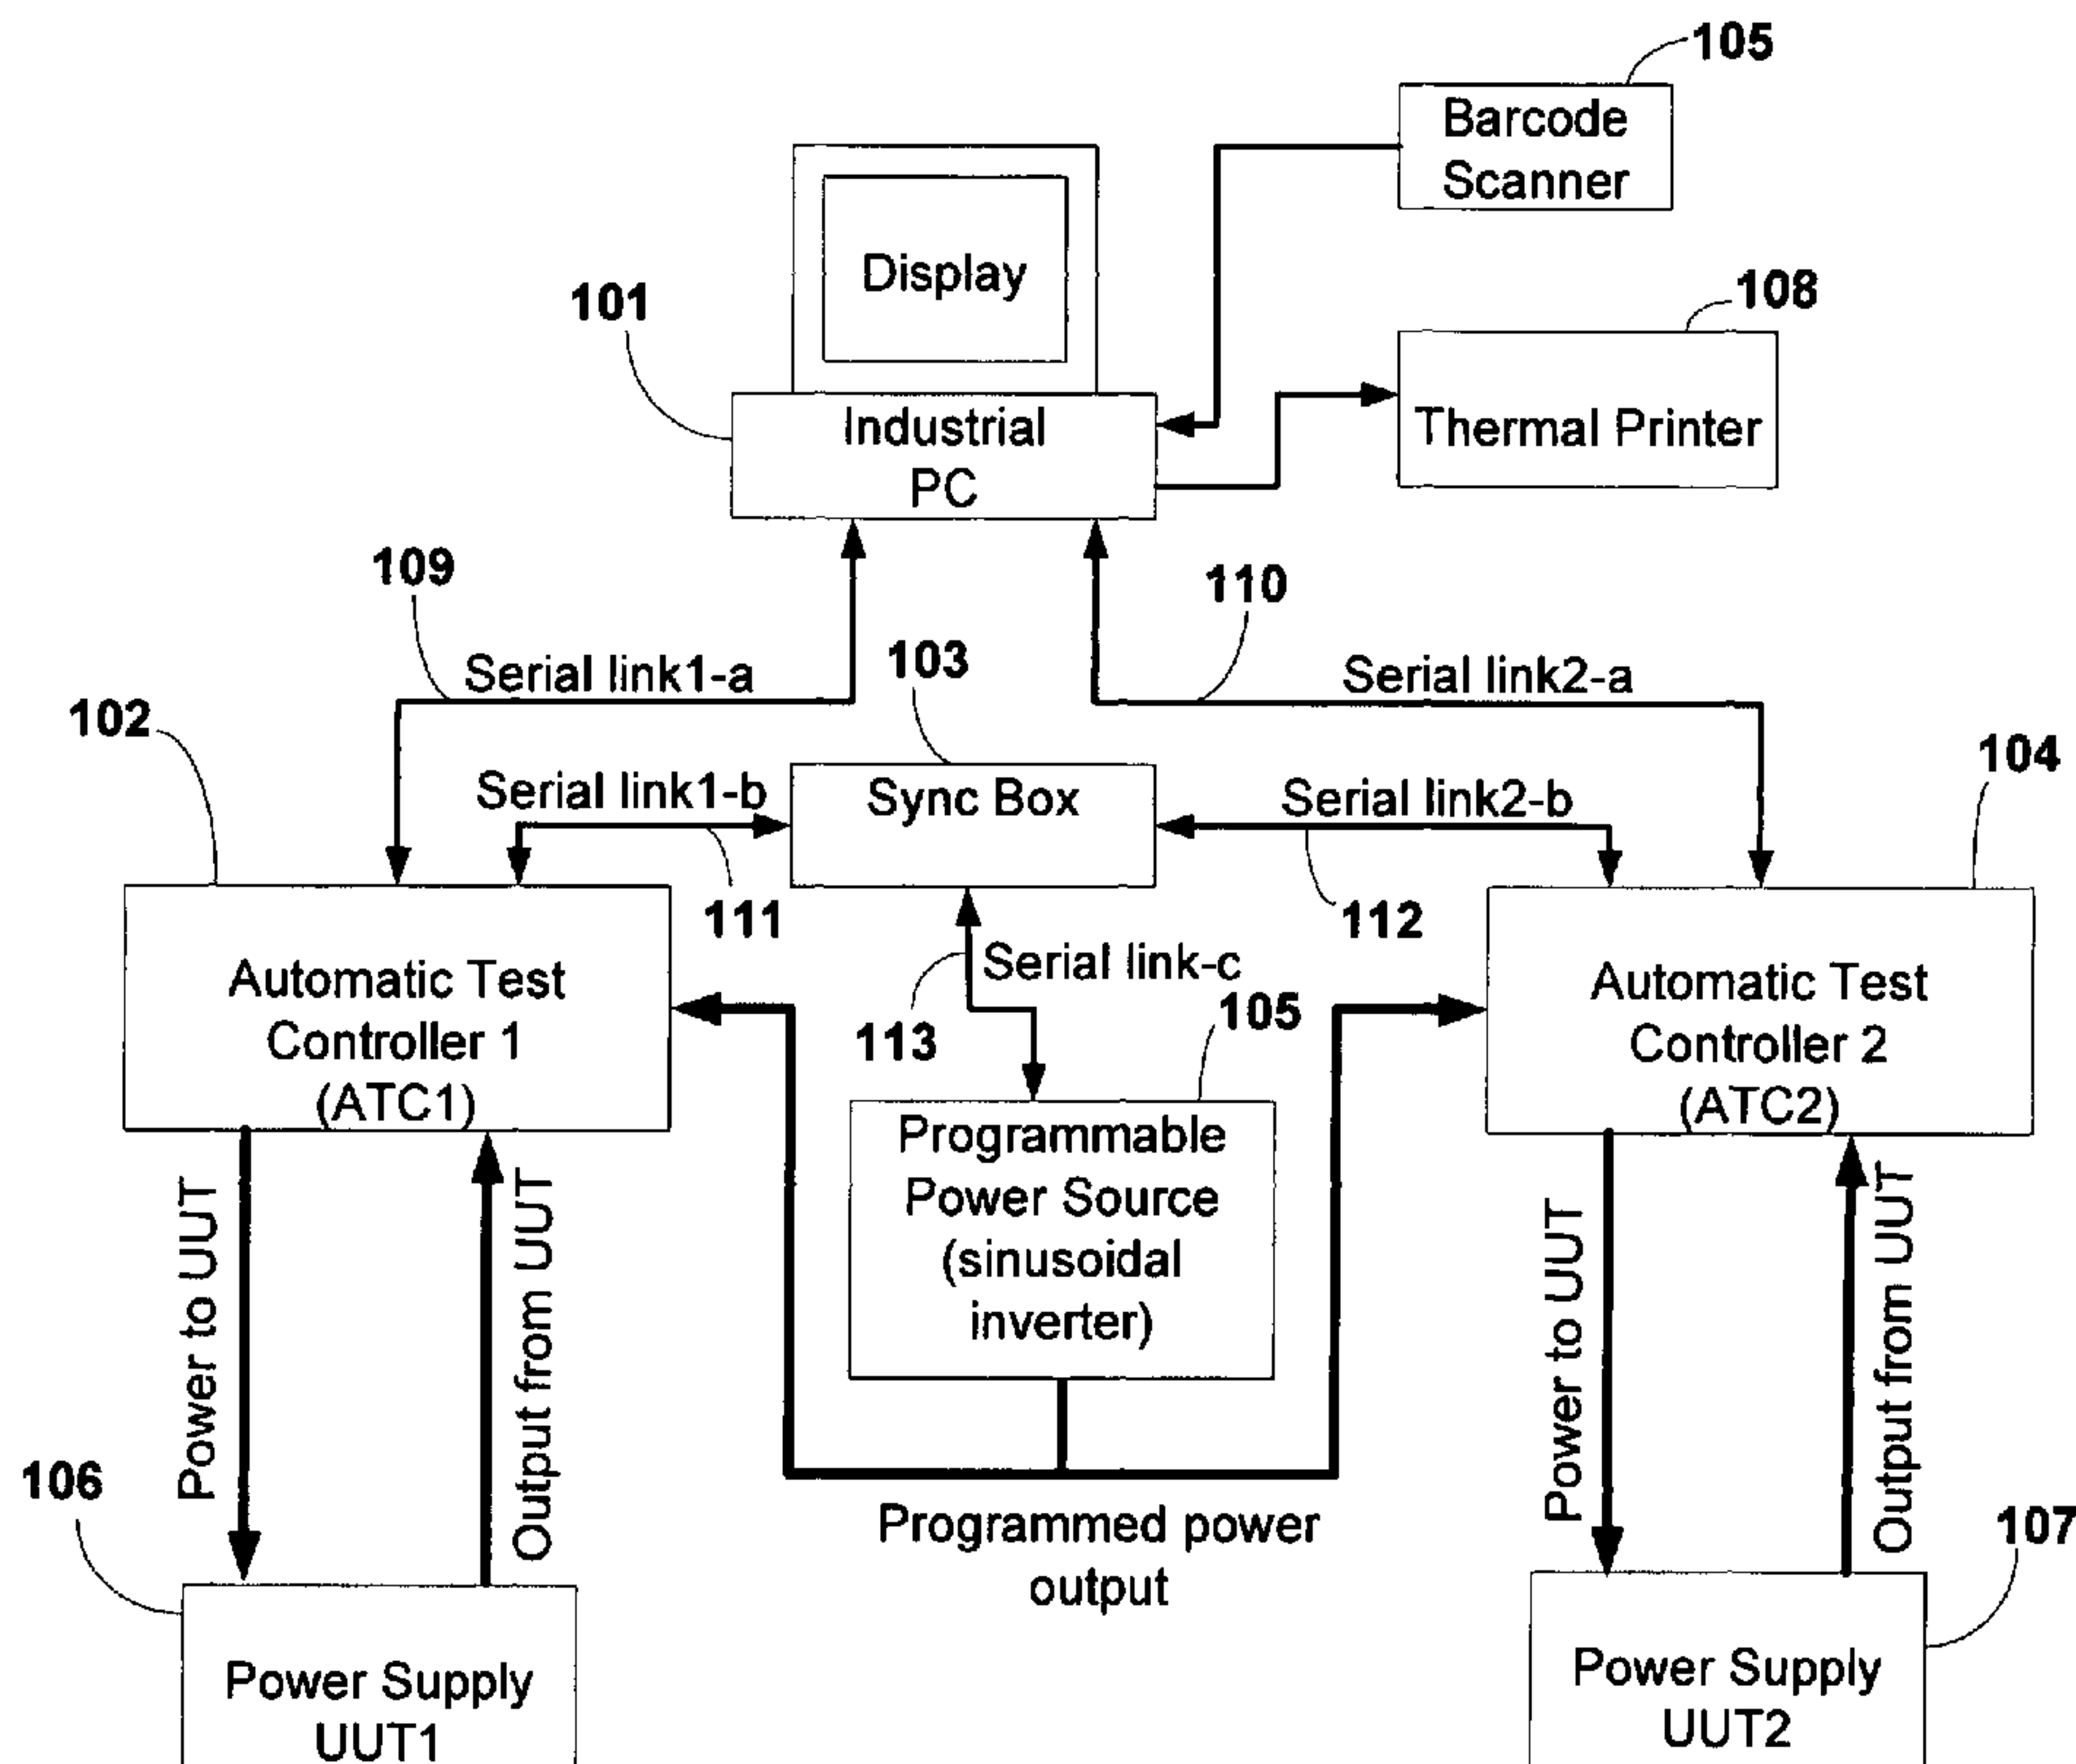 105
Barcode
Scanner
Display
101
108
Thermal Printer
Industrial
PC
109
110
Serial link1-a
103
Serial link2-a
102
104
Serial link1-b
Sync Box
Serial link2-b
111
112
Automatic Test
Controller 1
(ATC1)
Serial link-c
113
105
Automatic Test
Controller 2
(ATC2)
Programmable
Power Source
(sinusoidal
inverter)
Power to UUT
Output from UUT
Power to UUT
Output from UUT
106
Programmed power
output
107
Power Supply
UUT1
Power Supply
UUT2